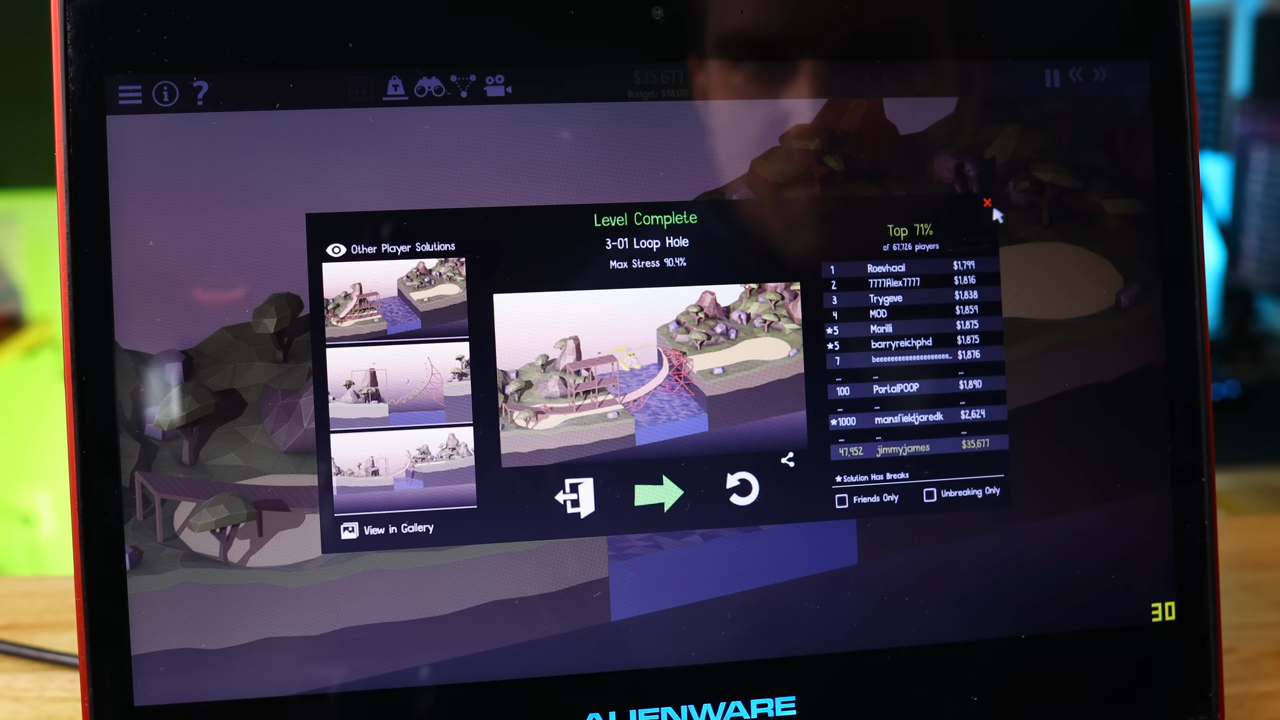 ?
$35,677
Other Player Solutions
View in Gallery
Level Complete
3-01 Loop Hole
Max Stress 90.4%
Top 71%
of 67,726 players
1 Roevhaal $1,799
2 7777Alex7777 $1,816
3 Trygeve $1,838
4 MOD $1,859
★5 Morilli $1,875
★5 barryreichphd $1,875
7 $1,876
... ...
100 PortalPOOP $1,890
... ...
★1000 mansfieldjaredk $2,624
... ...
47,952 jimmyjames $35,677
★Solution Has Breaks
Friends Only
Unbreaking Only
30
ALIENWARE